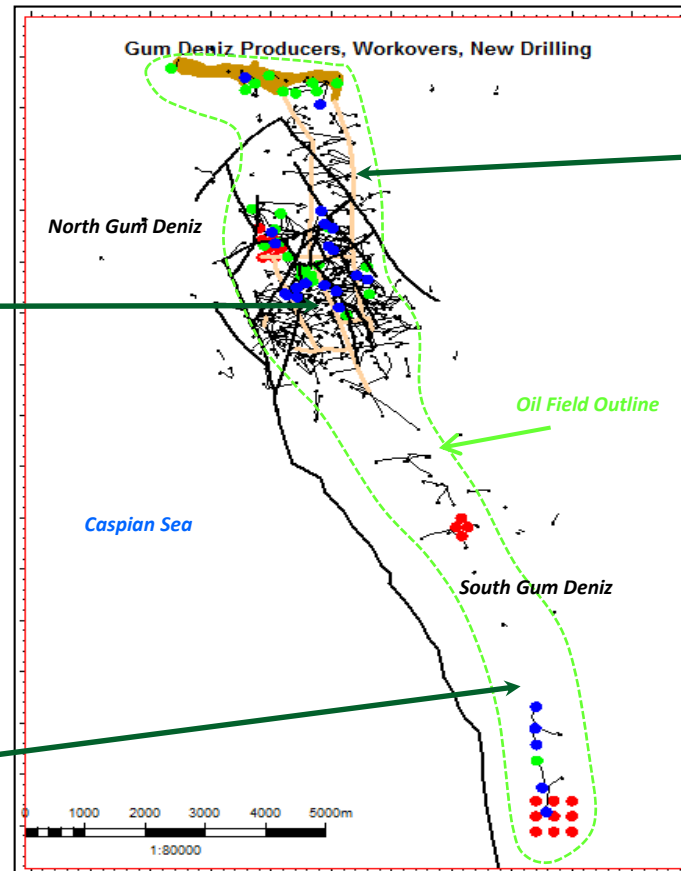 Gum Deniz Producers, Workovers, New Drilling
North Gum Deniz
Oil Field Outline
Caspian Sea
South Gum Deniz
0 1000 2000 3000 4000 5000m
1:80000